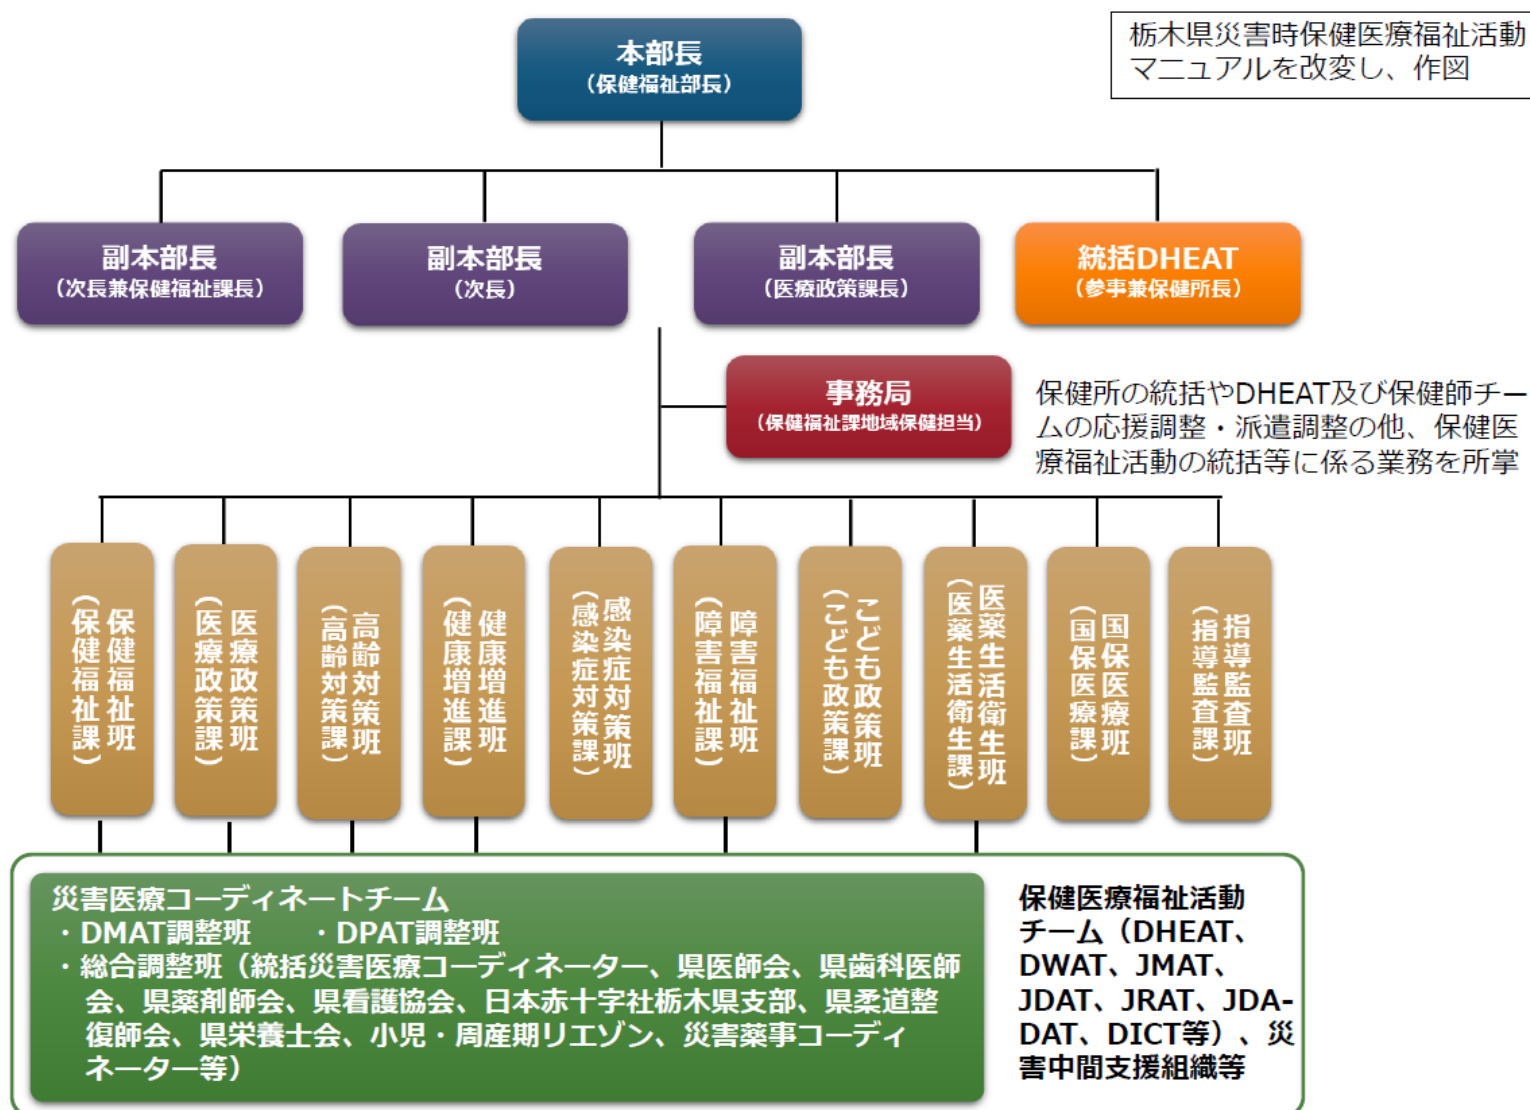 栃木県災害時保健医療福祉活動
マニュアルを改変し、作図
本部長
（保健福祉部長）
副本部長
（次長兼保健福祉課長）
副本部長
（次長）
副本部長
（医療政策課長）
統括DHEAT
（参事兼保健所長）
事務局
（保健福祉課地域保健担当）
保健所の統括やDHEAT及び保健師チー
ムの応援調整・派遣調整の他、保健医
療福祉活動の統括等に係る業務を所掌
保健福祉班
（保健福祉課）
医療政策班
（医療政策課）
高齢対策班
（高齢対策課）
健康増進班
（健康増進課）
感染症対策班
（感染症対策課）
障害福祉班
（障害福祉課）
こども政策班
（こども政策課）
医薬生活衛生班
（医薬生活衛生課）
国保医療班
（国保医療課）
指導監査班
（指導監査課）
災害医療コーディネートチーム
・DMAT調整班　　・DPAT調整班
・総合調整班（統括災害医療コーディネーター、県医師会、県歯科医師
会、県薬剤師会、県看護協会、日本赤十字社栃木県支部、県柔道整
復師会、県栄養士会、小児・周産期リエゾン、災害薬事コーディ
ネーター等）
保健医療福祉活動
チーム（DHEAT、
DWAT、JMAT、
JDAT、JRAT、JDA-
DAT、DICT等）、災
害中間支援組織等